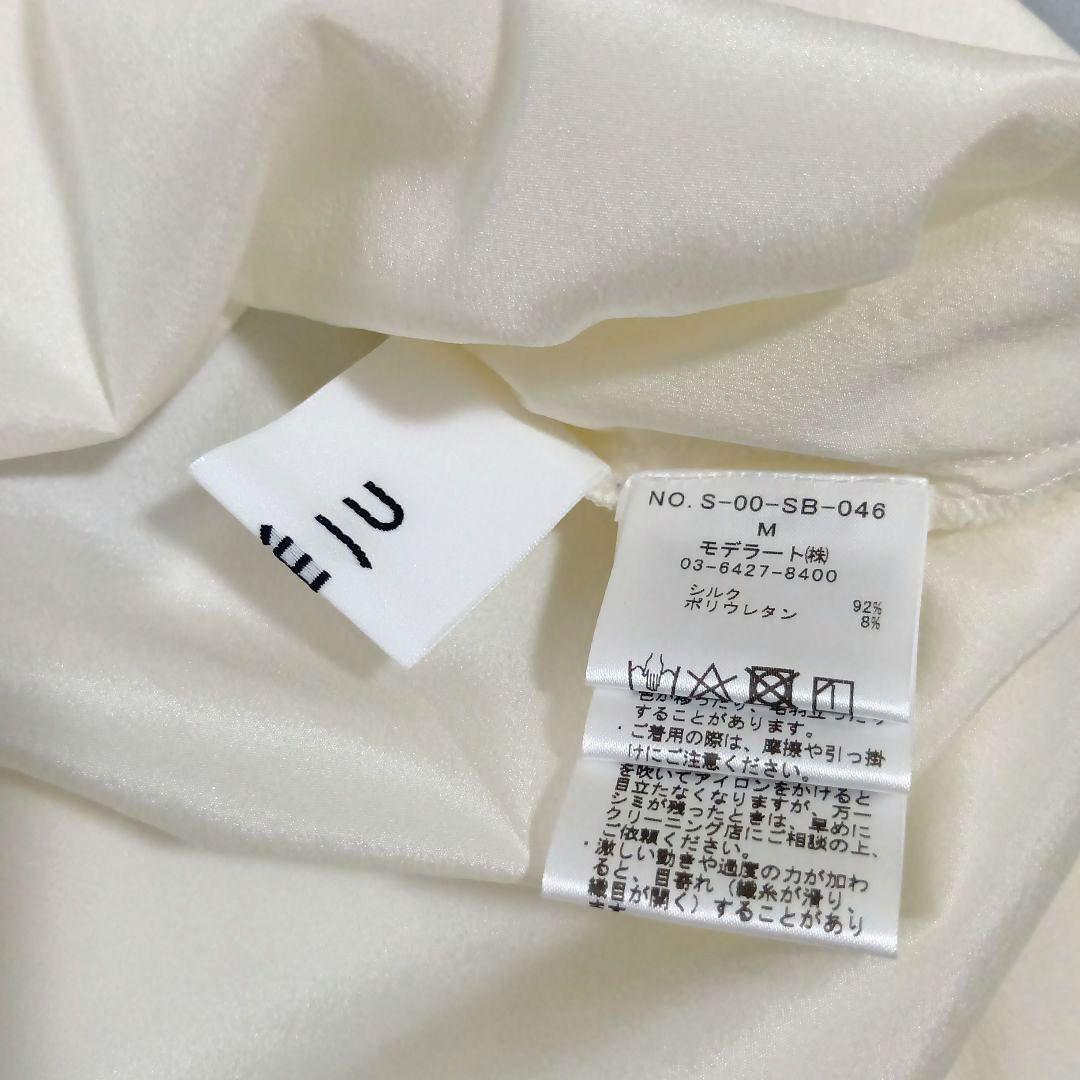 NO. S-00-SB-046
M
モデラート㈱
03-6427-8400
シルク 92%
ポリウレタン 8%
することがあります。
・ご着用の際は、摩擦や引っ掛
けにご注意ください。
を吹いてアイロンをかけると
目立たなくなりますが、万一
シミが残ったときは、早めに
クリーニング店にご相談の上、
ご依頼ください。
・激しい動きや過度の力が加わ
ると、目寄れ（織糸が滑り、
織目が開く）することがあり